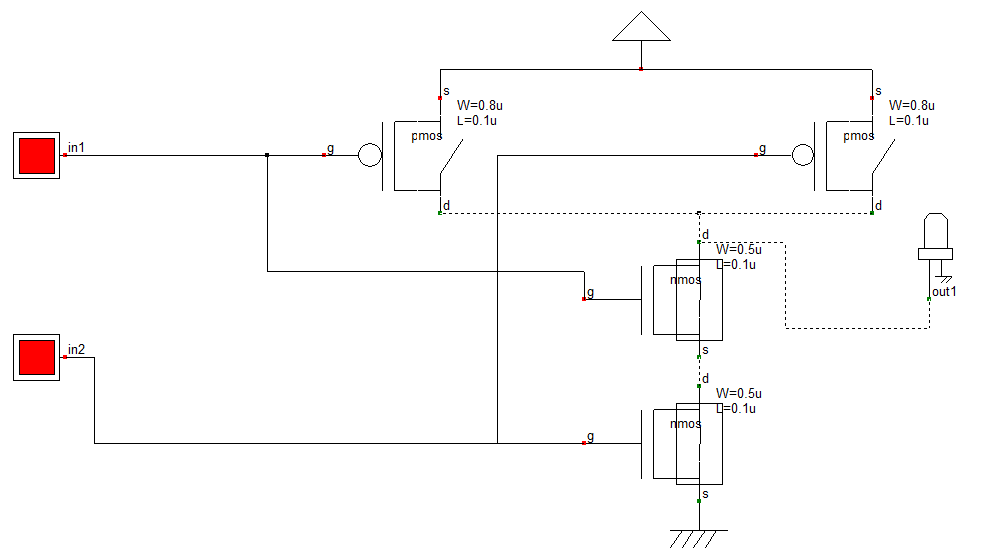 s
W=0.8u
L=0.1u
pmos
s
W=0.8u
L=0.1u
pmos
in1
g
g
d
d
d
W=0.5u
L=0.1u
nmos
g
out1
s
in2
d
W=0.5u
L=0.1u
nmos
g
s